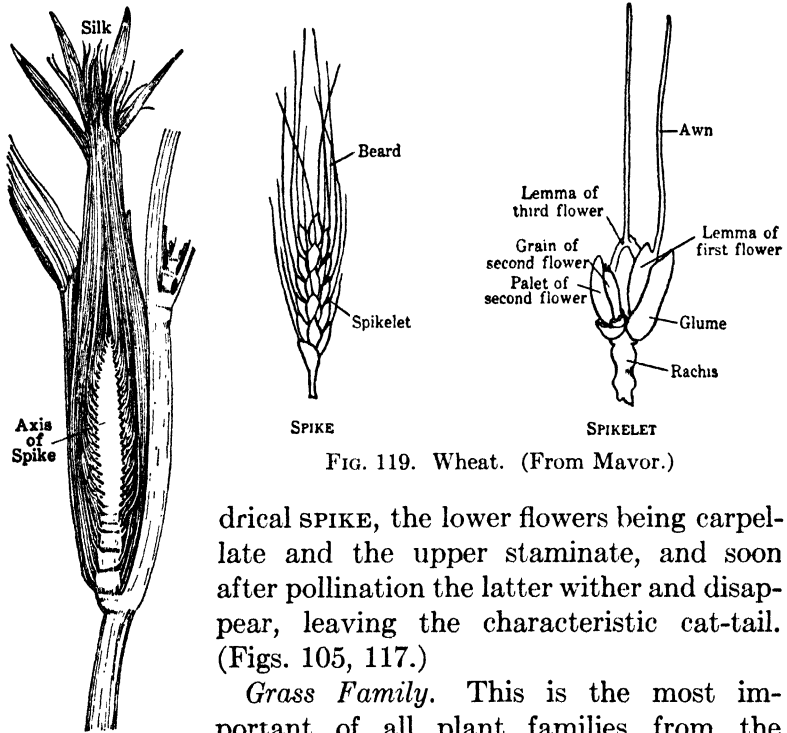 Silk
Axis
of
Spike
Beard
Spikelet
SPIKE
Awn
Lemma of
third flower
Lemma of
first flower
Grain of
second flower
Palet of
second flower
Glume
Rachis
SPIKELET
FIG. 119. Wheat. (From Mavor.)
drical SPIKE, the lower flowers being carpel-
late and the upper staminate, and soon
after pollination the latter wither and disap-
pear, leaving the characteristic cat-tail.
(Figs. 105, 117.)
Grass Family. This is the most im-
portant of all plant families from the